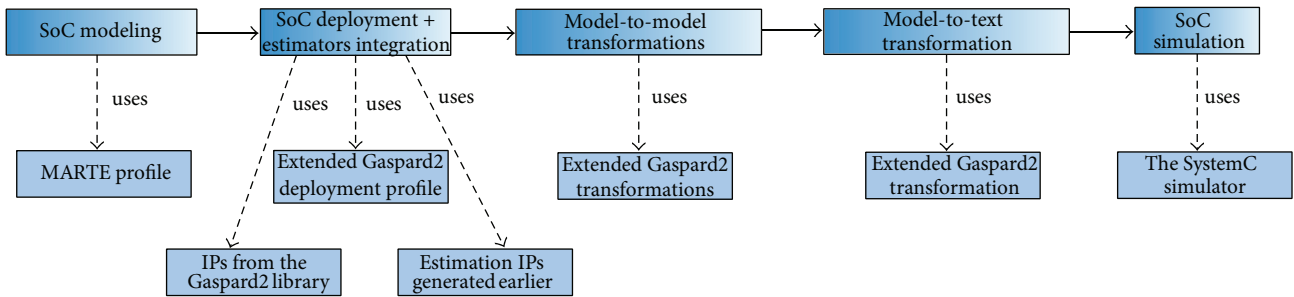 SoC modeling
SoC deployment +
estimators integration
Model-to-model
transformations
Model-to-text
transformation
SoC
simulation
uses
uses
uses
uses
uses
uses
uses
MARTE profile
Extended Gaspard2
deployment profile
Extended Gaspard2
transformations
Extended Gaspard2
transformation
The SystemC
simulator
IPs from the
Gaspard2 library
Estimation IPs
generated earlier